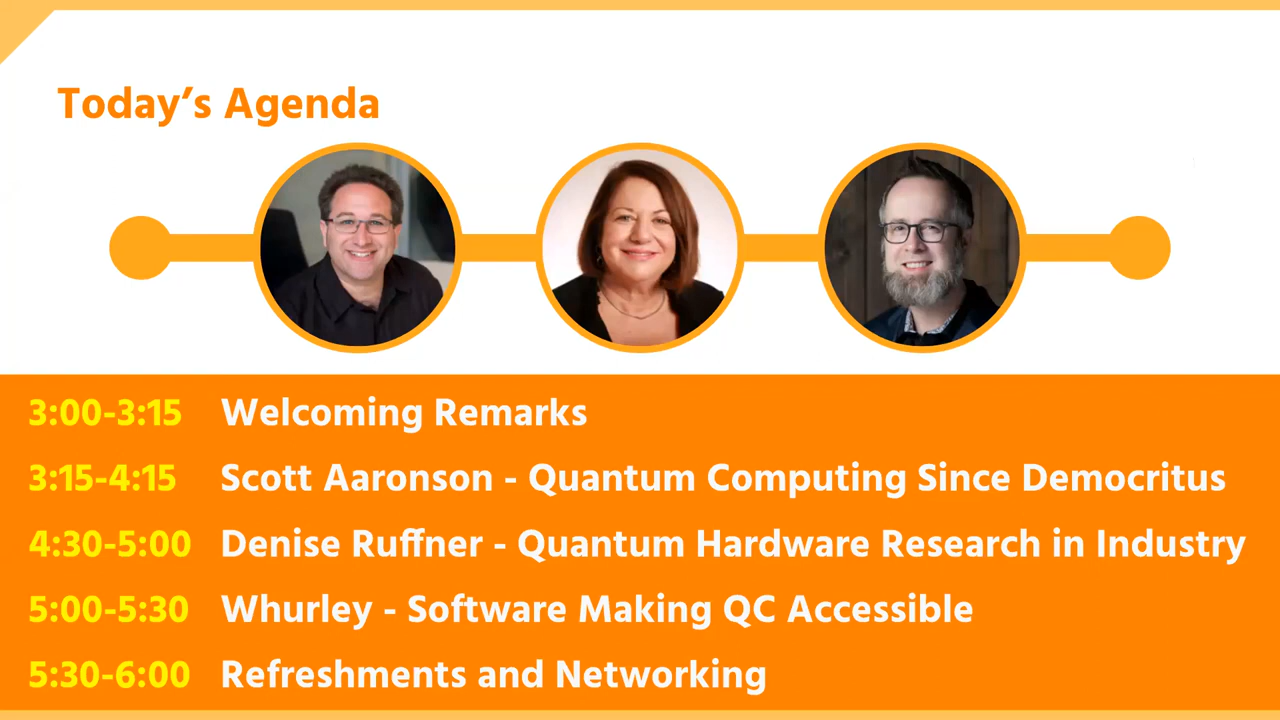 Today’s Agenda
3:00-3:15 Welcoming Remarks
3:15-4:15 Scott Aaronson - Quantum Computing Since Democritus
4:30-5:00 Denise Ruffner - Quantum Hardware Research in Industry
5:00-5:30 Whurley - Software Making QC Accessible
5:30-6:00 Refreshments and Networking